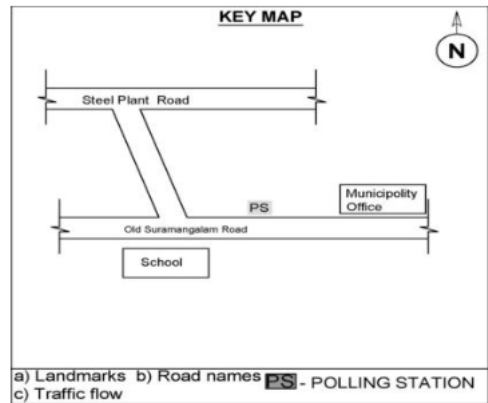 KEY MAP
N
Steel Plant Road
PS
Municipolity
Office
Old Suramangalam Road
School
a) Landmarks b) Road names PS - POLLING STATION
c) Traffic flow